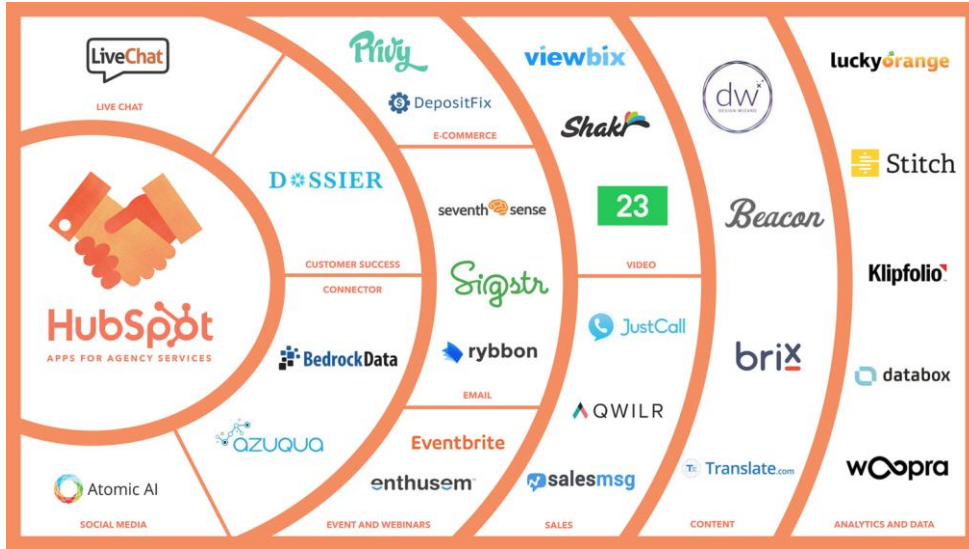 LiveChat
LIVE CHAT
HubSpot
APPS FOR AGENCY SERVICES
Atomic AI
SOCIAL MEDIA
DOSSIER
CUSTOMER SUCCESS
CONNECTOR
BedrockData
azuqua
Privy
DepositFix
E-COMMERCE
seventh sense
Sigstr
rybbon
EMAIL
Eventbrite
enthusem
EVENT AND WEBINARS
viewbix
Shakr
23
VIDEO
JustCall
QWILR
salesmsg
SALES
dw
DESIGN WIZARD
Beacon
brix
Translate.com
CONTENT
luckyorange
Stitch
Klipfolio
databox
woopra
ANALYTICS AND DATA